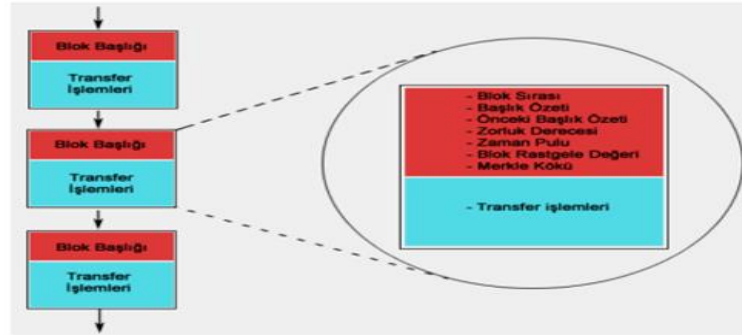 Blok Başlığı
Transfer
İşlemleri
Blok Başlığı
Transfer
İşlemleri
Blok Başlığı
Transfer
İşlemleri
- Blok Sırası
- Başlık Özeti
- Önceki Başlık Özeti
- Zorluk Derecesi
- Zaman Pulu
- Blok Rastgele Değeri
- Merkle Kökü
- Transfer işlemleri